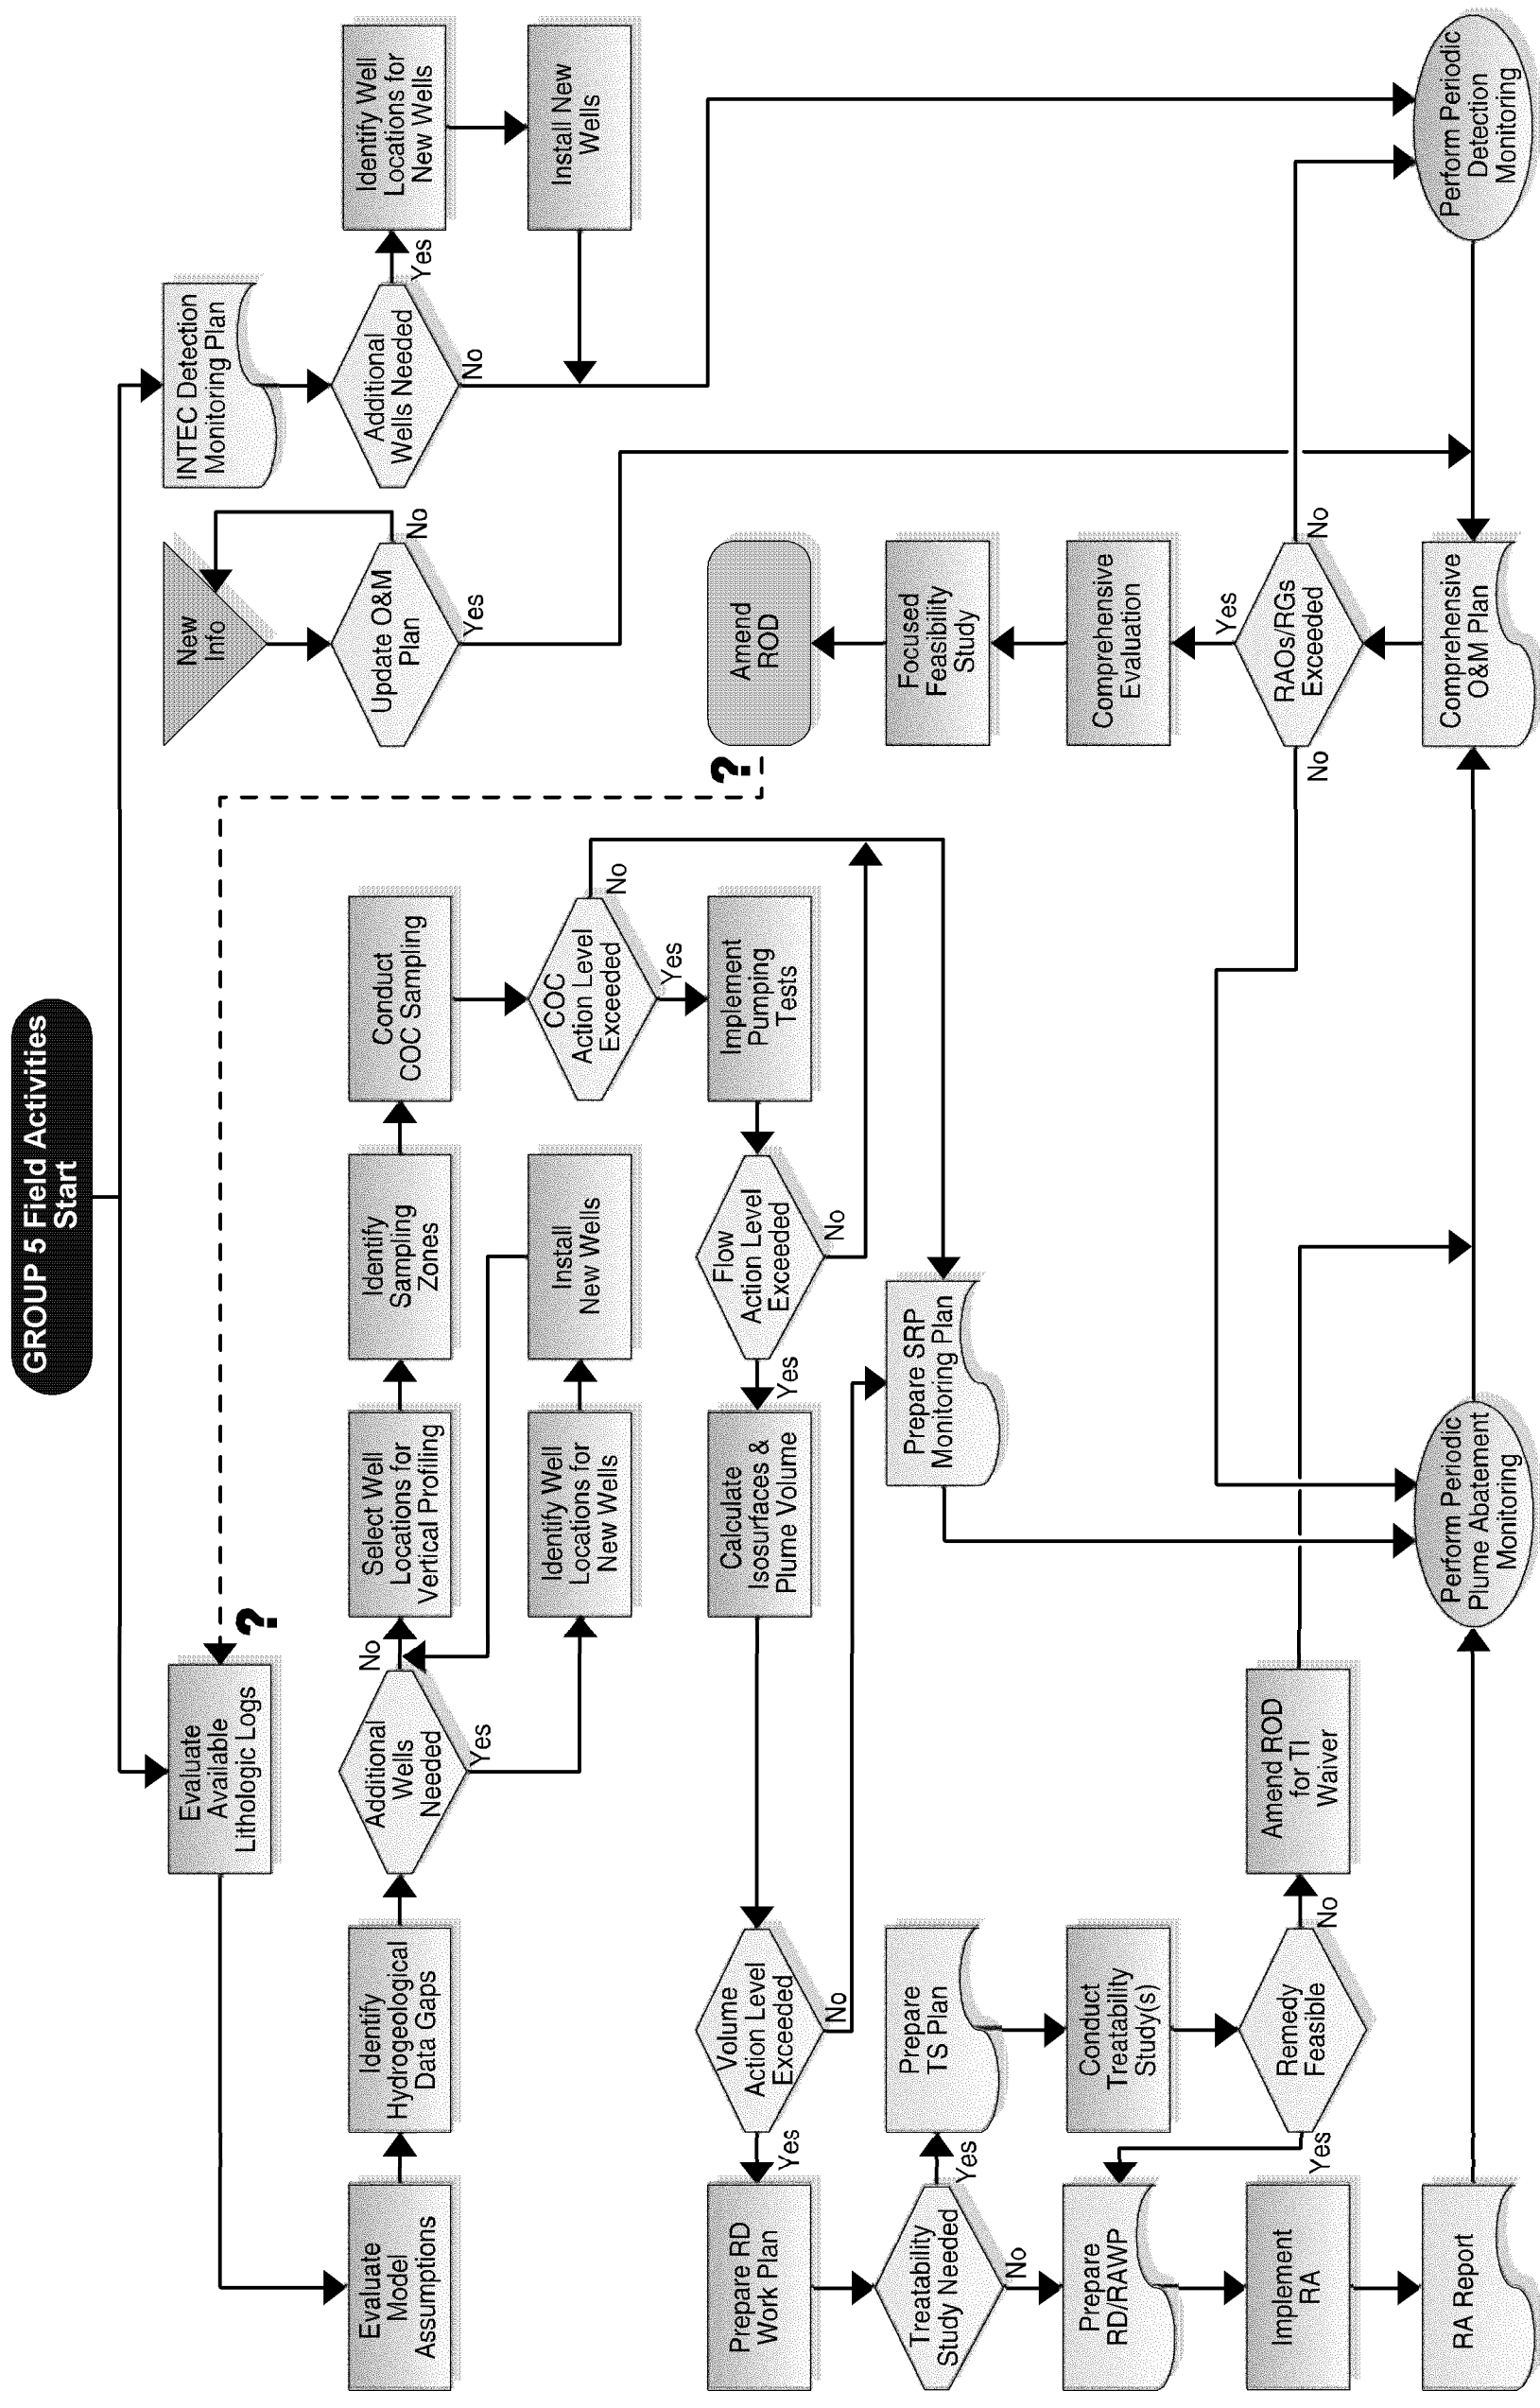 GROUP 5 Field Activities
Start
Evaluate
Available
Lithologic Logs
New
Info
INTEC Detection
Monitoring Plan
?
Evaluate
Model
Assumptions
Identify
Hydrogeological
Data Gaps
Additional
Wells
Needed
No
Yes
Select Well
Locations for
Vertical Profiling
Identify
Sampling
Zones
Conduct
COC Sampling
Update O&M
Plan
No
Yes
Additional
Wells Needed
Yes
No
Identify Well
Locations for
New Wells
Identify Well
Locations for
New Wells
Install
New Wells
COC
Action Level
Exceeded
No
Yes
Install New
Wells
Prepare RD
Work Plan
Yes
Volume
Action Level
Exceeded
No
Calculate
Isosurfaces &
Plume Volume
Yes
Flow
Action Level
Exceeded
No
Implement
Pumping
Tests
?
Amend
ROD
Treatability
Study Needed
Yes
No
Prepare
TS Plan
Prepare SRP
Monitoring Plan
Focused
Feasibility
Study
Prepare
RD/RAWP
Conduct
Treatability
Study(s)
Comprehensive
Evaluation
Implement
RA
Yes
Remedy
Feasible
No
Amend ROD
for TI
Waiver
No
RAOs/RGs
Exceeded
Yes
No
RA Report
Perform Periodic
Plume Abatement
Monitoring
Comprehensive
O&M Plan
Perform Periodic
Detection
Monitoring